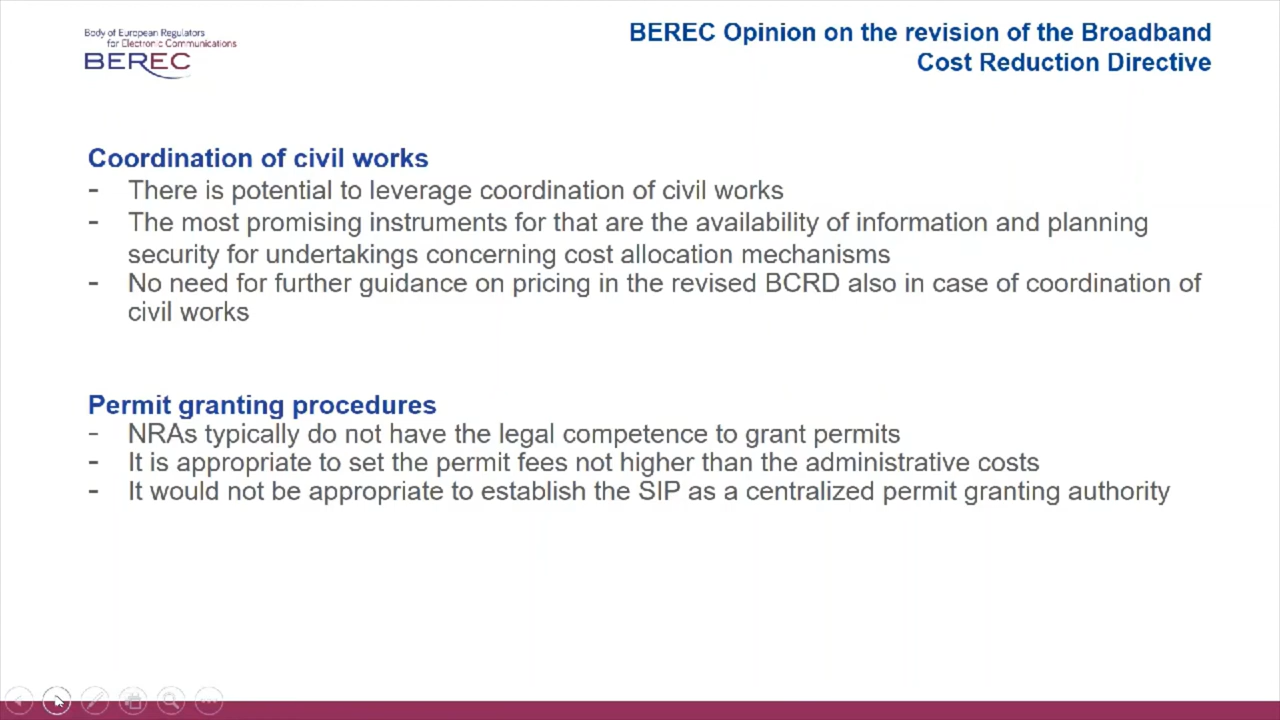 Body of European Regulators
for Electronic Communications
BEREC
BEREC Opinion on the revision of the Broadband
Cost Reduction Directive
Coordination of civil works
- There is potential to leverage coordination of civil works
- The most promising instruments for that are the availability of information and planning
security for undertakings concerning cost allocation mechanisms
- No need for further guidance on pricing in the revised BCRD also in case of coordination of
civil works
Permit granting procedures
- NRAs typically do not have the legal competence to grant permits
- It is appropriate to set the permit fees not higher than the administrative costs
- It would not be appropriate to establish the SIP as a centralized permit granting authority